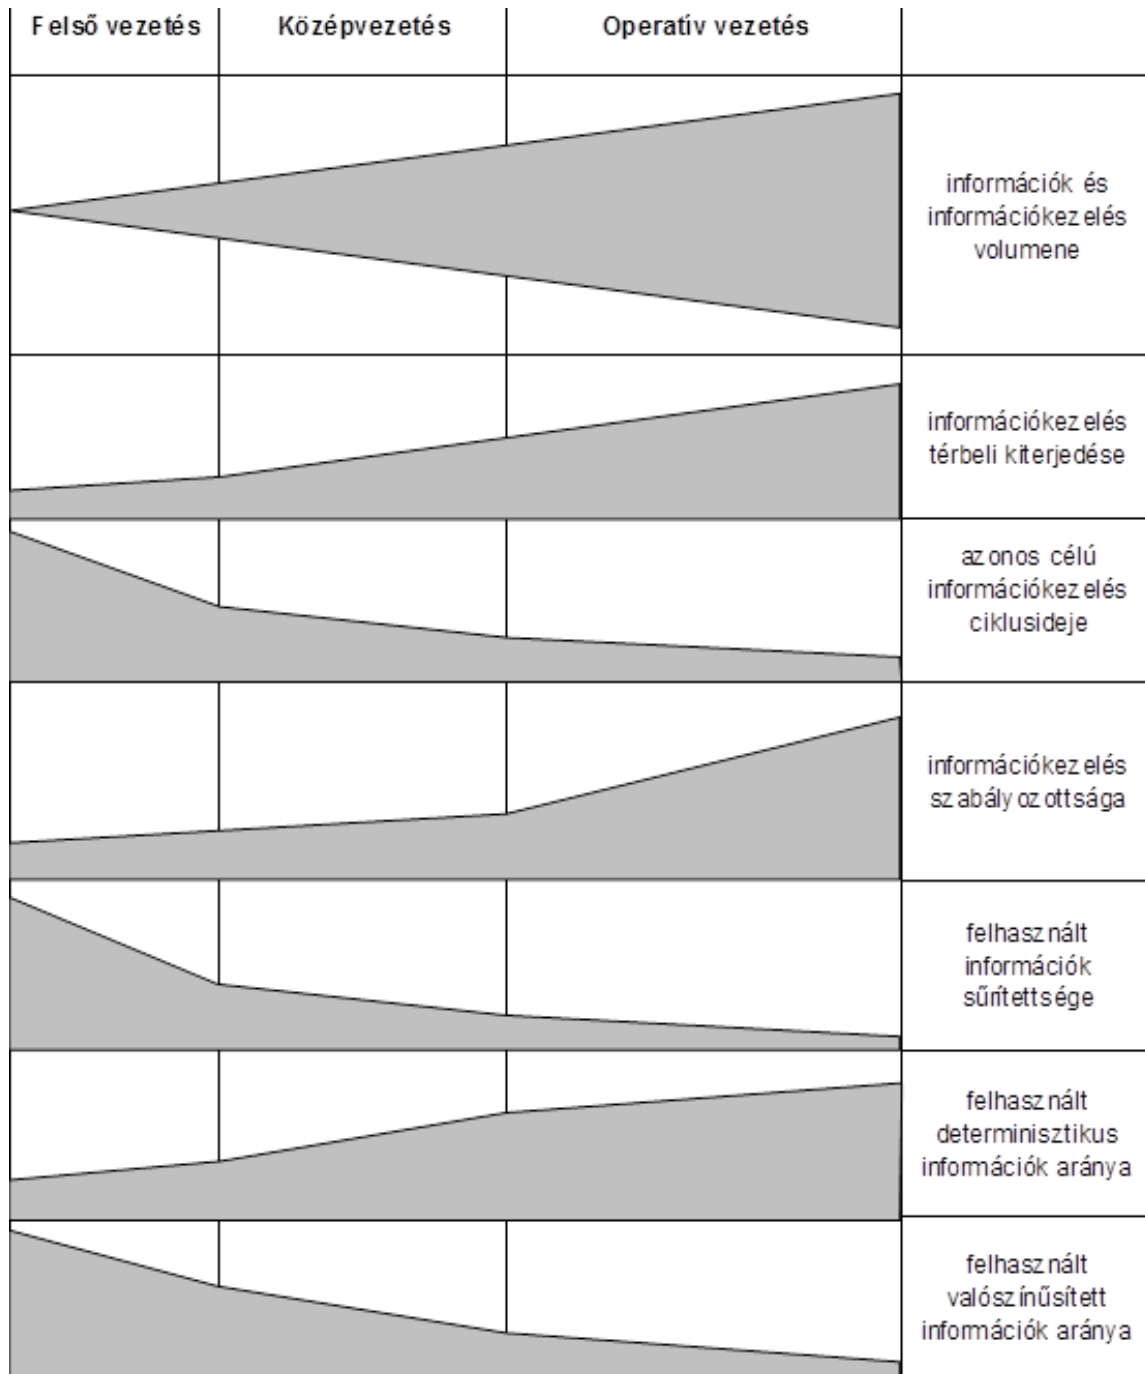 Felső vezetés
Középvezetés
Operatív vezetés
információk és
információkezelés
volumene
információkezelés
térbeli kiterjedése
azonos célú
információkezelés
ciklusideje
információkezelés
szabályozottsága
felhasznált
információk
sűrítettsége
felhasznált
determinisztikus
információk aránya
felhasznált
valószínűsített
információk aránya